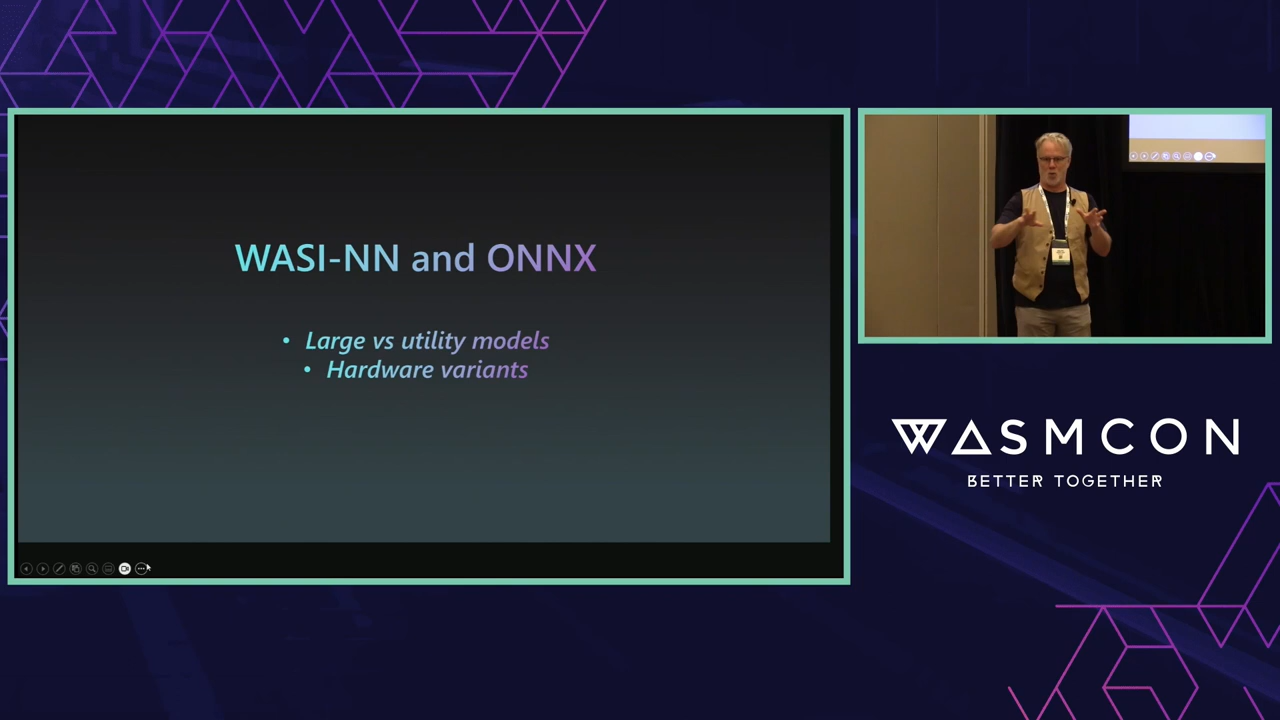 WASI-NN and ONNX
• Large vs utility models
• Hardware variants
WASMCON
BETTER TOGETHER